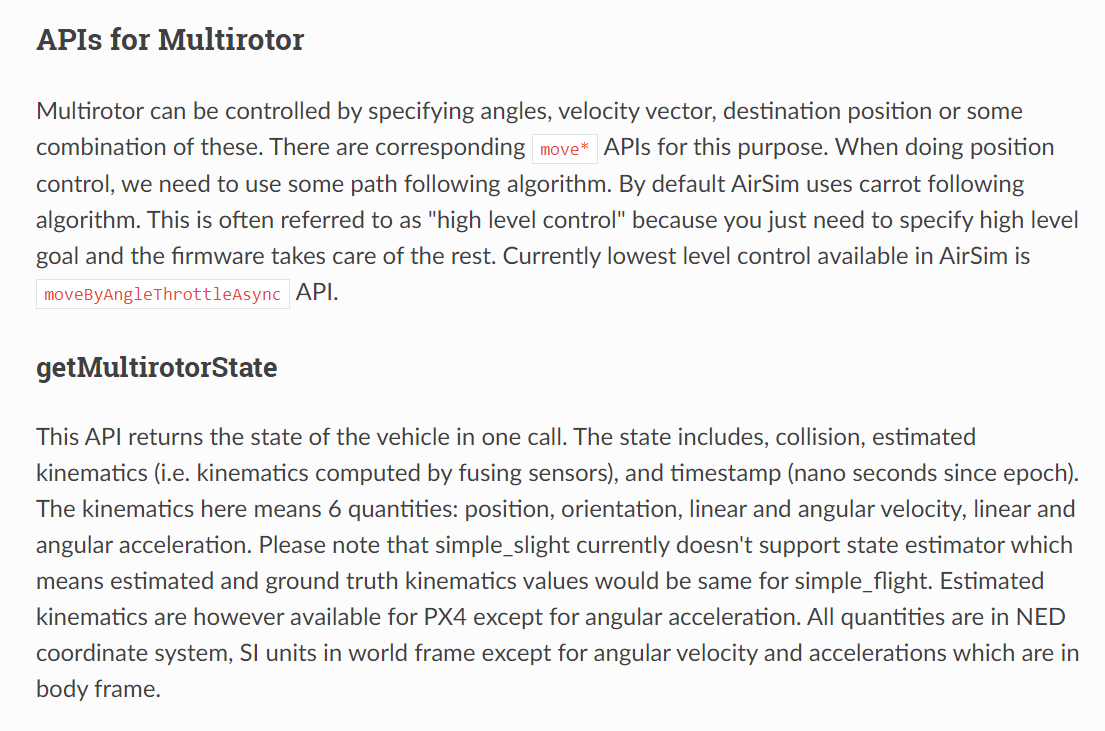 APIs for Multirotor
Multirotor can be controlled by specifying angles, velocity vector, destination position or some
combination of these. There are corresponding move* APIs for this purpose. When doing position
control, we need to use some path following algorithm. By default AirSim uses carrot following
algorithm. This is often referred to as "high level control" because you just need to specify high level
goal and the firmware takes care of the rest. Currently lowest level control available in AirSim is
moveByAngleThrottleAsync API.
getMultirotorState
This API returns the state of the vehicle in one call. The state includes, collision, estimated
kinematics (i.e. kinematics computed by fusing sensors), and timestamp (nano seconds since epoch).
The kinematics here means 6 quantities: position, orientation, linear and angular velocity, linear and
angular acceleration. Please note that simple_slight currently doesn't support state estimator which
means estimated and ground truth kinematics values would be same for simple_flight. Estimated
kinematics are however available for PX4 except for angular acceleration. All quantities are in NED
coordinate system, SI units in world frame except for angular velocity and accelerations which are in
body frame.